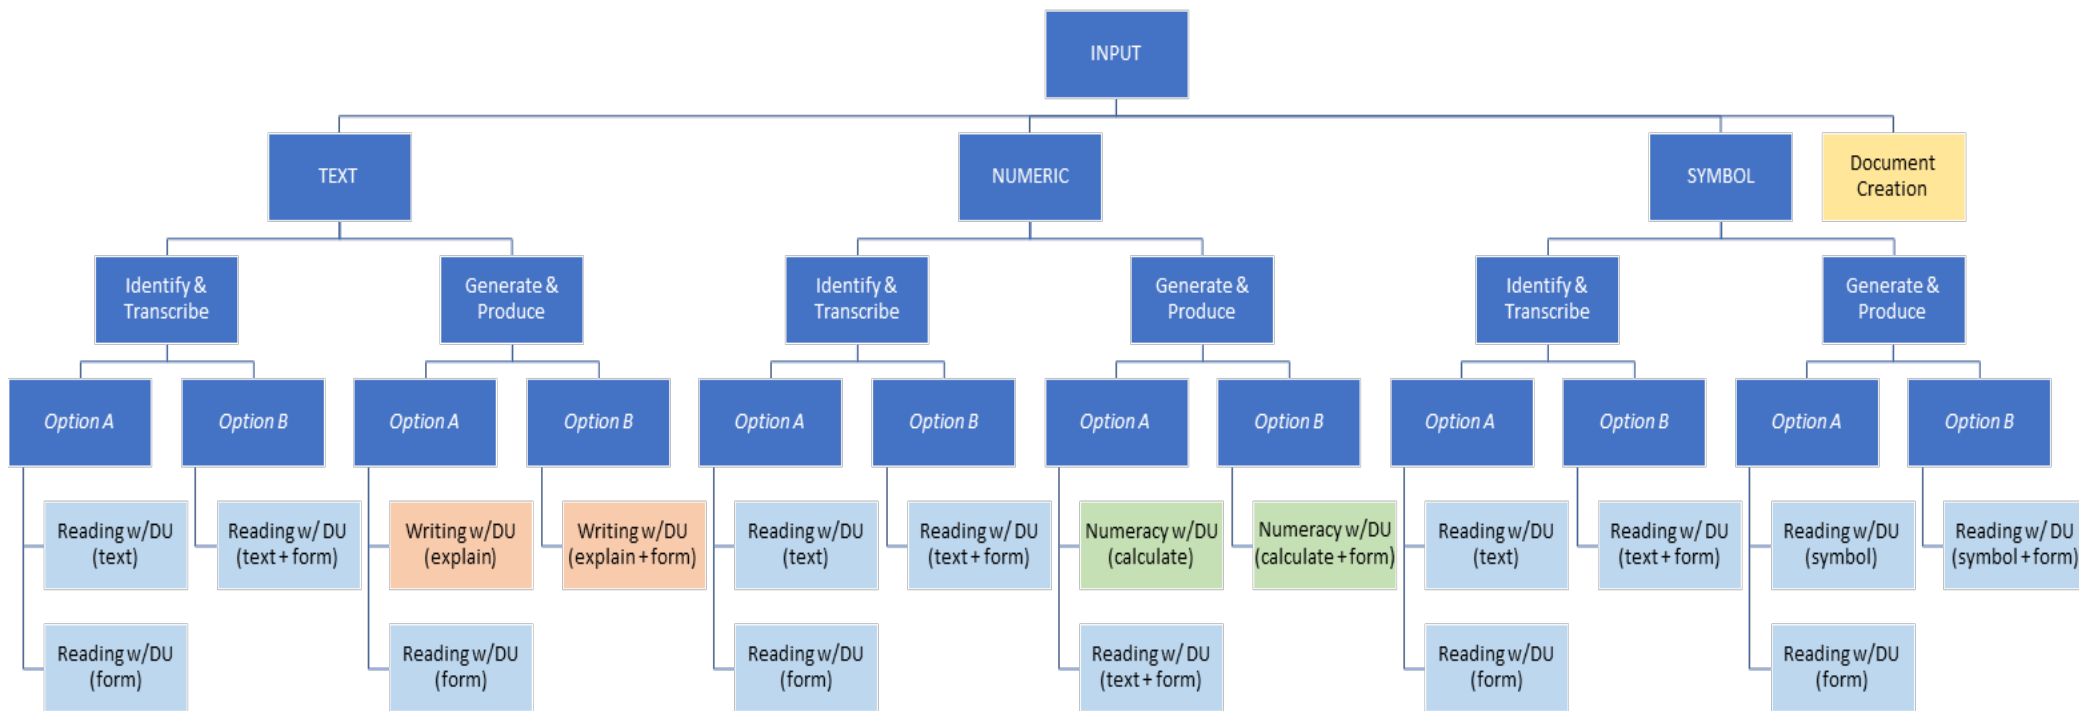 INPUT
TEXT
NUMERIC
SYMBOL
Document
Creation
Identify &
Transcribe
Generate &
Produce
Identify &
Transcribe
Generate &
Produce
Identify &
Transcribe
Generate &
Produce
Option A
Option B
Option A
Option B
Option A
Option B
Option A
Option B
Option A
Option B
Option A
Option B
Reading w/DU
(text)
Reading w/ DU
(text + form)
Writing w/DU
(explain)
Writing w/DU
(explain + form)
Reading w/DU
(text)
Reading w/ DU
(text + form)
Numeracy w/DU
(calculate)
Numeracy w/DU
(calculate + form)
Reading w/DU
(text)
Reading w/ DU
(text + form)
Reading w/DU
(symbol)
Reading w/ DU
(symbol + form)
Reading w/DU
(form)
Reading w/DU
(form)
Reading w/DU
(form)
Reading w/ DU
(text + form)
Reading w/DU
(form)
Reading w/DU
(form)